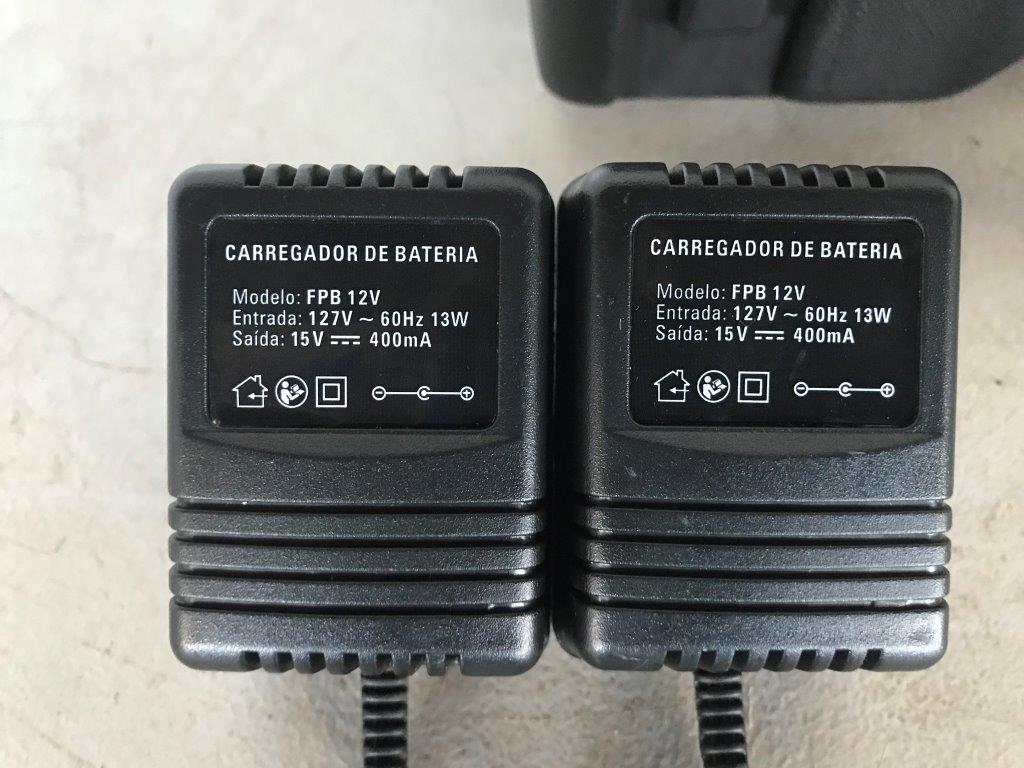 CARREGADOR DE BATERIA
Modelo: FPB 12V
Entrada: 127V ~ 60Hz 13W
Saída: 15V ⎓ 400mA
CARREGADOR DE BATERIA
Modelo: FPB 12V
Entrada: 127V ~ 60Hz 13W
Saída: 15V ⎓ 400mA